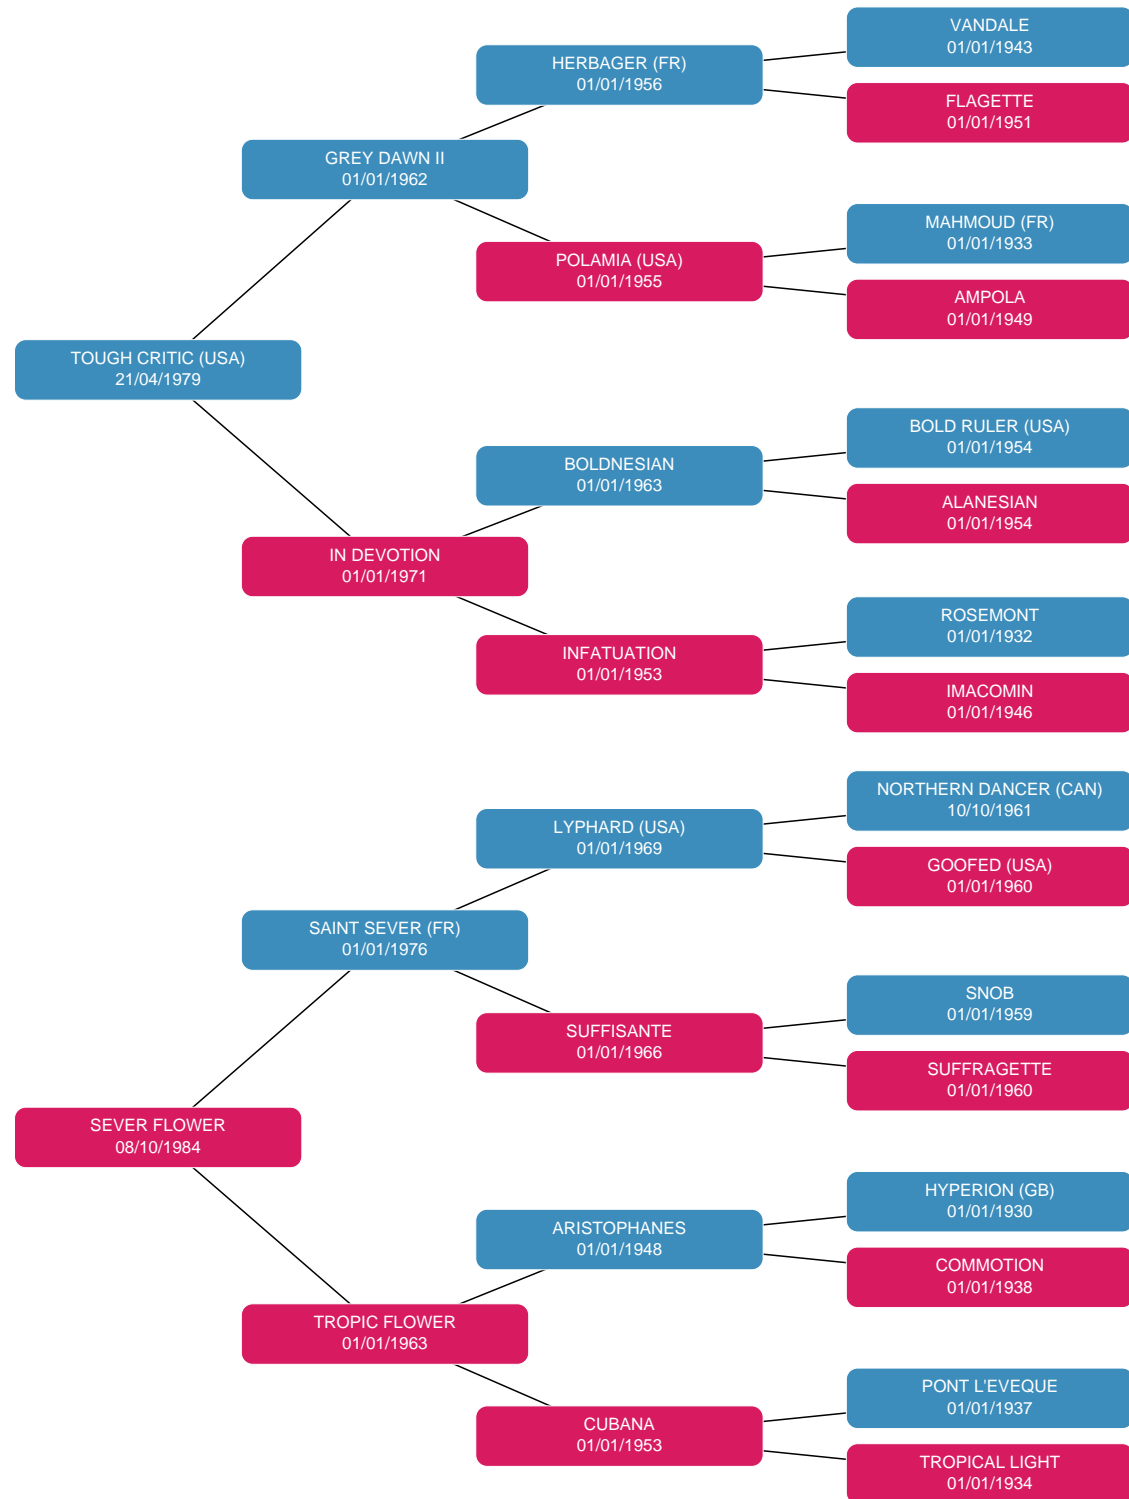 VANDALE
01/01/1943
HERBAGER (FR)
01/01/1956
FLAGETTE
01/01/1951
GREY DAWN II
01/01/1962
MAHMOUD (FR)
01/01/1933
POLAMIA (USA)
01/01/1955
AMPOLA
01/01/1949
TOUGH CRITIC (USA)
21/04/1979
BOLD RULER (USA)
01/01/1954
BOLDNESIAN
01/01/1963
ALANESIAN
01/01/1954
IN DEVOTION
01/01/1971
ROSEMONT
01/01/1932
INFATUATION
01/01/1953
IMACOMIN
01/01/1946
NORTHERN DANCER (CAN)
10/10/1961
LYPHARD (USA)
01/01/1969
GOOFED (USA)
01/01/1960
SAINT SEVER (FR)
01/01/1976
SNOB
01/01/1959
SUFFISANTE
01/01/1966
SUFFRAGETTE
01/01/1960
SEVER FLOWER
08/10/1984
HYPERION (GB)
01/01/1930
ARISTOPHANES
01/01/1948
COMMOTION
01/01/1938
TROPIC FLOWER
01/01/1963
PONT L'EVEQUE
01/01/1937
CUBANA
01/01/1953
TROPICAL LIGHT
01/01/1934